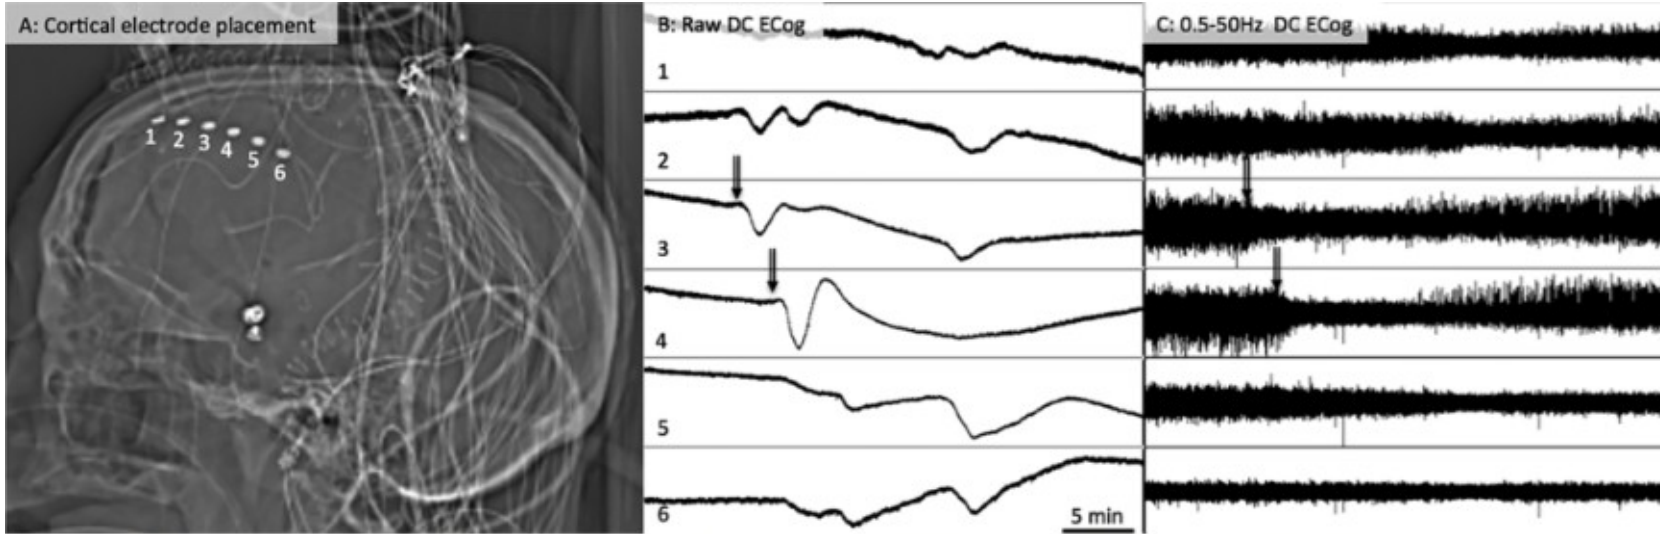 A: Cortical electrode placement
1 2 3 4 5 6
B: Raw DC ECog
1
2
3
4
5
6
5 min
C: 0.5-50Hz DC ECog